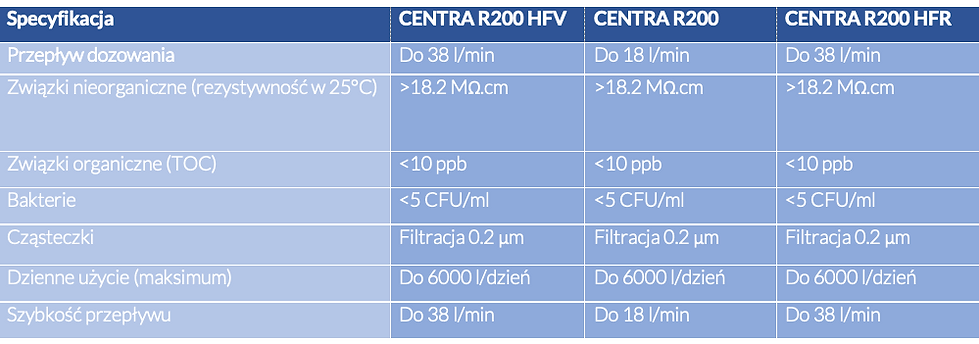 Specyfikacja CENTRA R200 HFV CENTRA R200 CENTRA R200 HFR
Przepływ dozowania Do 38 l/min Do 18 l/min Do 38 l/min
Związki nieorganiczne (rezystywność w 25°C) >18.2 MΩ.cm >18.2 MΩ.cm >18.2 MΩ.cm
Związki organiczne (TOC) <10 ppb <10 ppb <10 ppb
Bakterie <5 CFU/ml <5 CFU/ml <5 CFU/ml
Cząsteczki Filtracja 0.2 µm Filtracja 0.2 µm Filtracja 0.2 µm
Dzienne użycie (maksimum) Do 6000 l/dzień Do 6000 l/dzień Do 6000 l/dzień
Szybkość przepływu Do 38 l/min Do 18 l/min Do 38 l/min